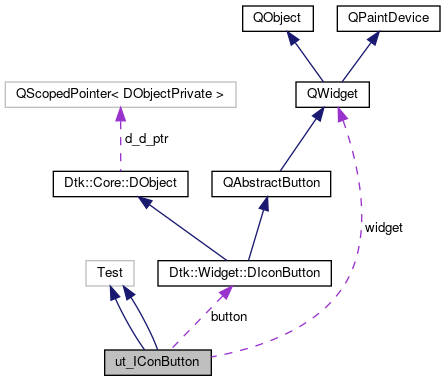 QObject
QPaintDevice
QScopedPointer< DObjectPrivate >
QWidget
d_d_ptr
Dtk::Core::DObject
QAbstractButton
widget
Test
Dtk::Widget::DIconButton
button
ut_IConButton